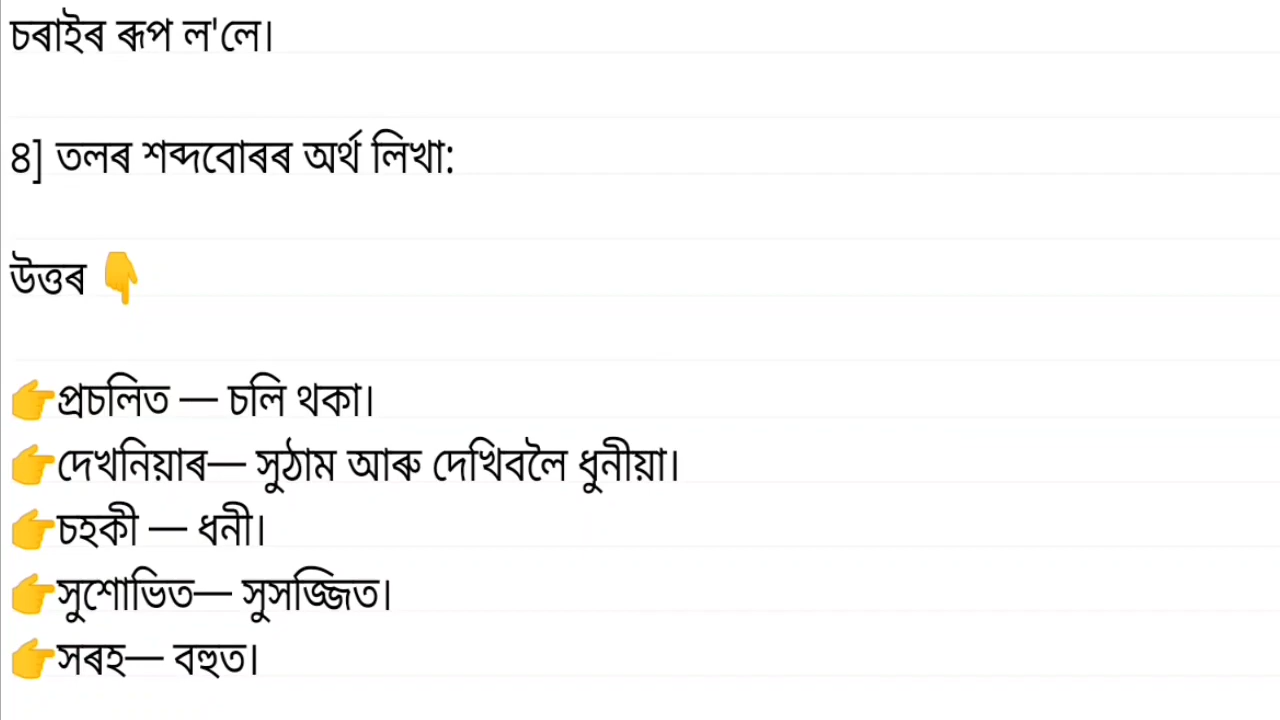 চৰাইৰ ৰূপ ল'লে।
৪] তলৰ শব্দবোৰৰ অৰ্থ লিখা:
উত্তৰ 👇
👉প্ৰচলিত — চলি থকা।
👉দেখনিয়াৰ— সুঠাম আৰু দেখিবলৈ ধুনীয়া।
👉চহকী — ধনী।
👉সুশোভিত— সুসজ্জিত।
👉সৰহ— বহুত।